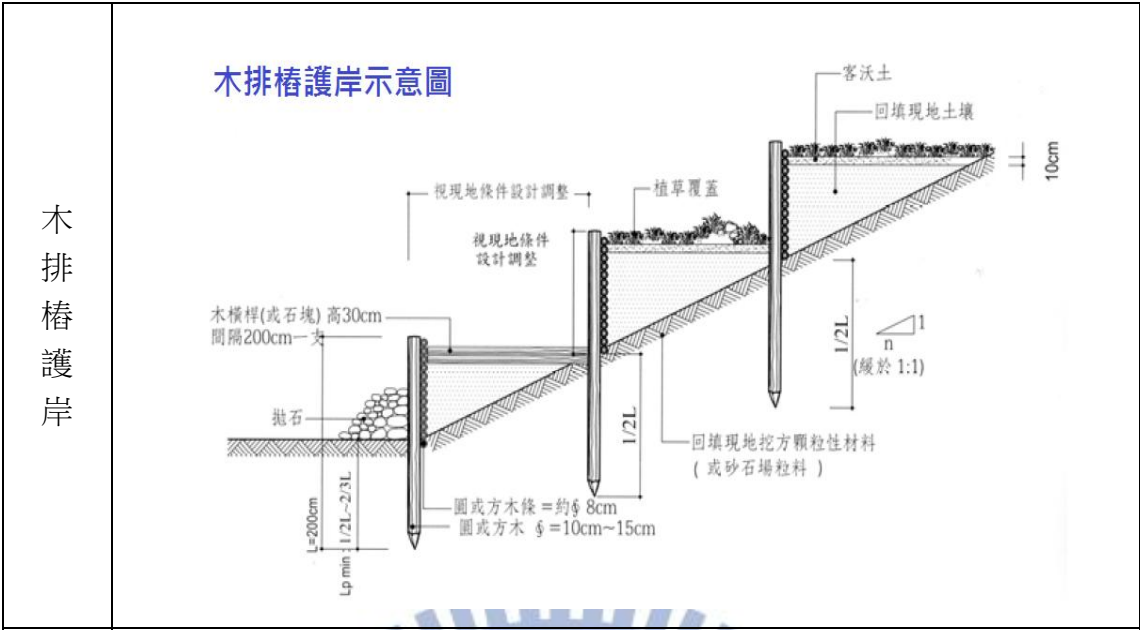 木排樁護岸
木排樁護岸示意圖
客沃土
回填現地土壤
10cm
視現地條件設計調整
植草覆蓋
視現地條件
設計調整
木橫桿(或石塊) 高30cm
間隔200cm一支
拋石
1/2L
1
n
(緩於 1:1)
1/2L
回填現地挖方顆粒性材料
( 或砂石場粒料 )
圓或方木條 =約∮ 8cm
圓或方木 ∮ =10cm~15cm
L=200cm
Lp min : 1/2L~2/3L